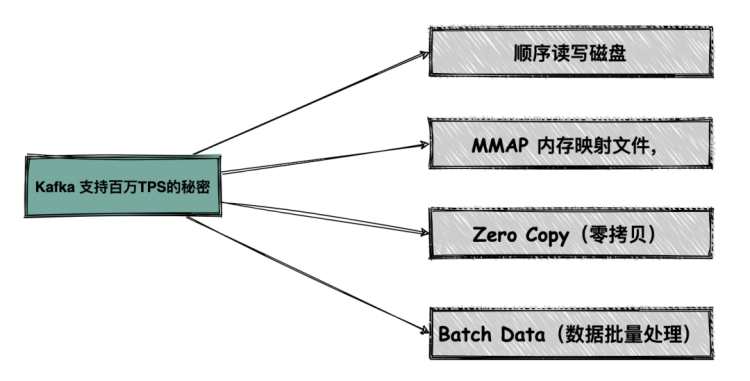 顺序读写磁盘
MMAP 内存映射文件，
Kafka 支持百万TPS的秘密
Zero Copy（零拷贝）
Batch Data（数据批量处理）